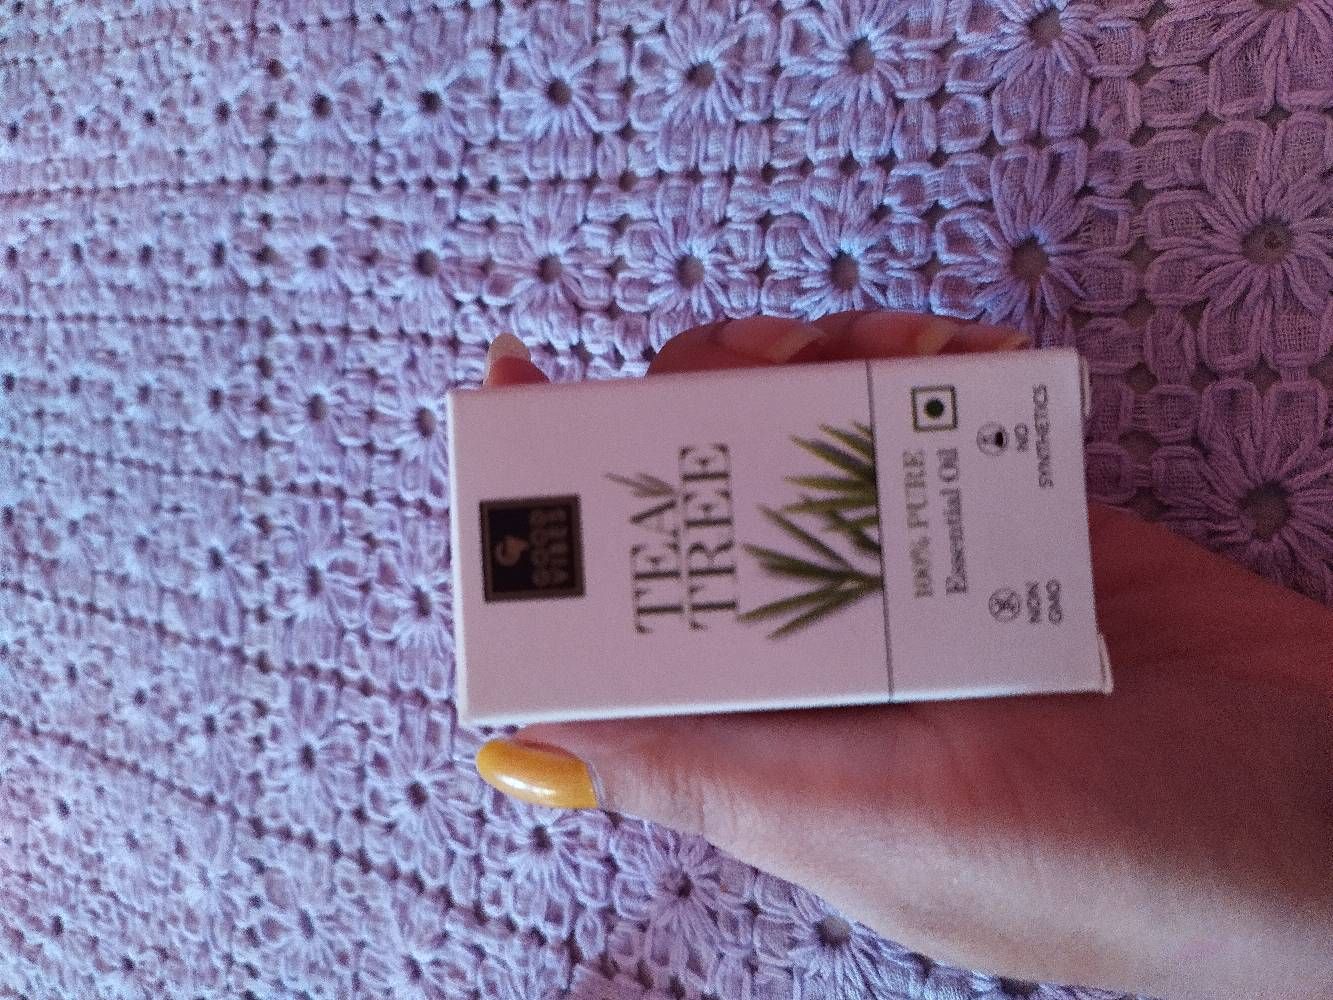 TEA
TREE
100% PURE
Essential Oil
NON
GMO
NO
SYNTHETICS